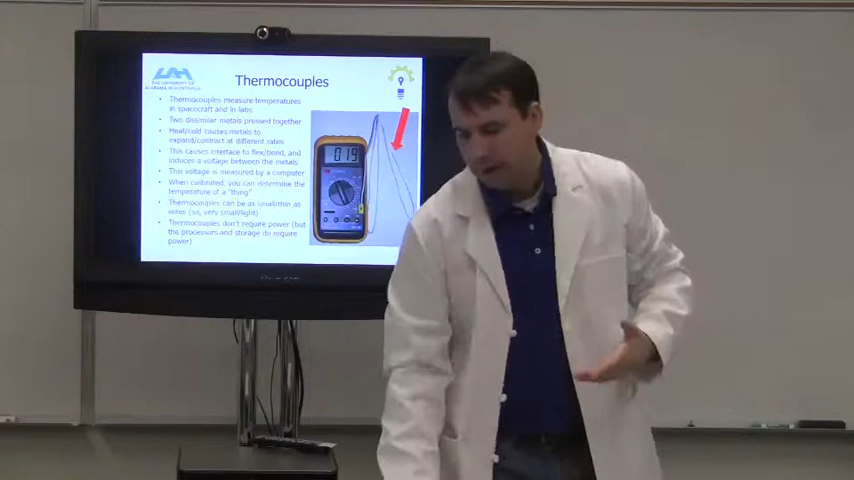 UAH
THE UNIVERSITY OF
ALABAMA IN HUNTSVILLE
Thermocouples
• Thermocouples measure temperatures
in spacecraft and in labs
• Two dissimilar metals pressed together
• Heat/cold causes metals to
expand/contract at different rates
• This causes interface to flex/bend, and
induces a voltage between the metals
• This voltage is measured by a computer
• When calibrated, you can determine the
temperature of a "thing"
• Thermocouples can be as small/thin as
wires (so, very small/light)
• Thermocouples don't require power (but
the processors and storage do require
power)
019